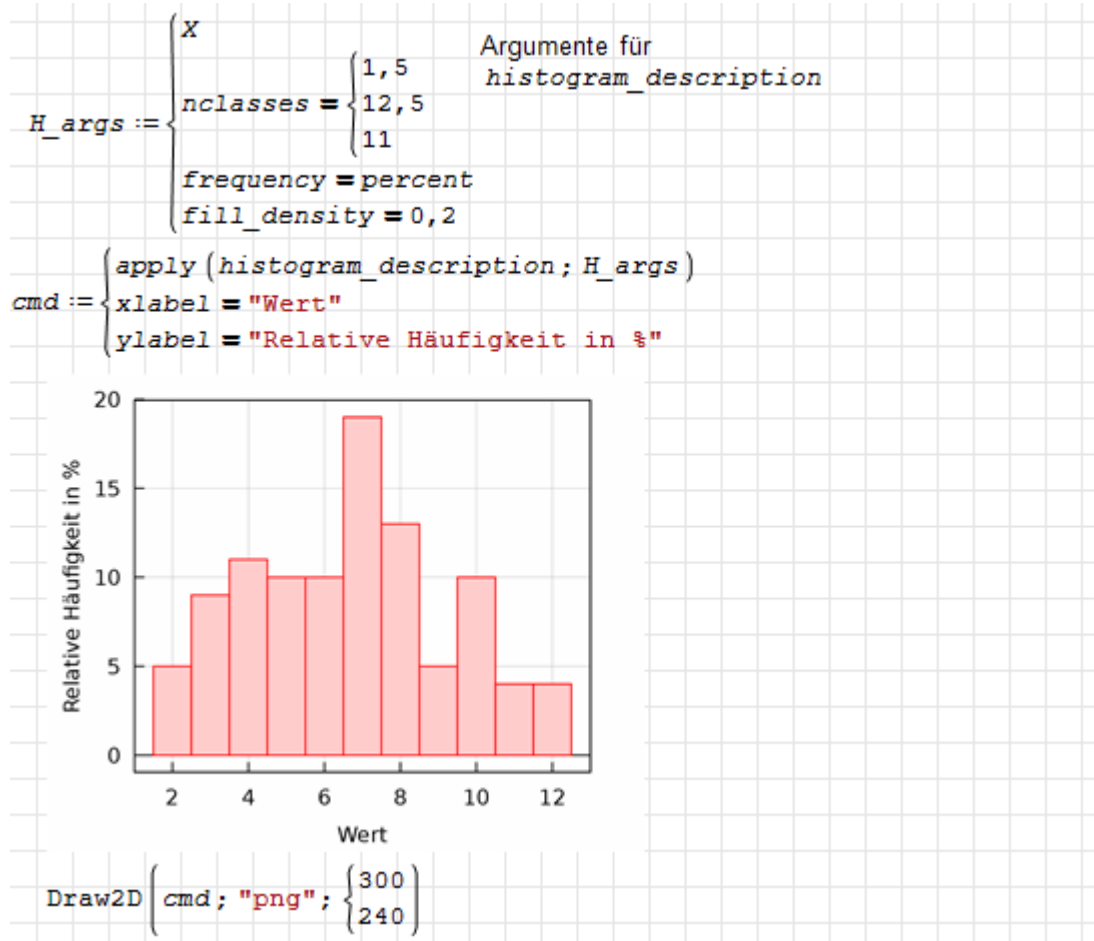 X
Argumente für
histogram_description
1,5
nclasses = 12,5
H_args :=
11
frequency = percent
fill_density = 0,2
apply (histogram_description ; H_args)
cmd := xlabel = "Wert"
ylabel = "Relative Häufigkeit in %"
20
15
10
5
0
Relative Häufigkeit in %
2 4 6 8 10 12
Wert
300
Draw2D ( cmd ; "png" ;
240 )